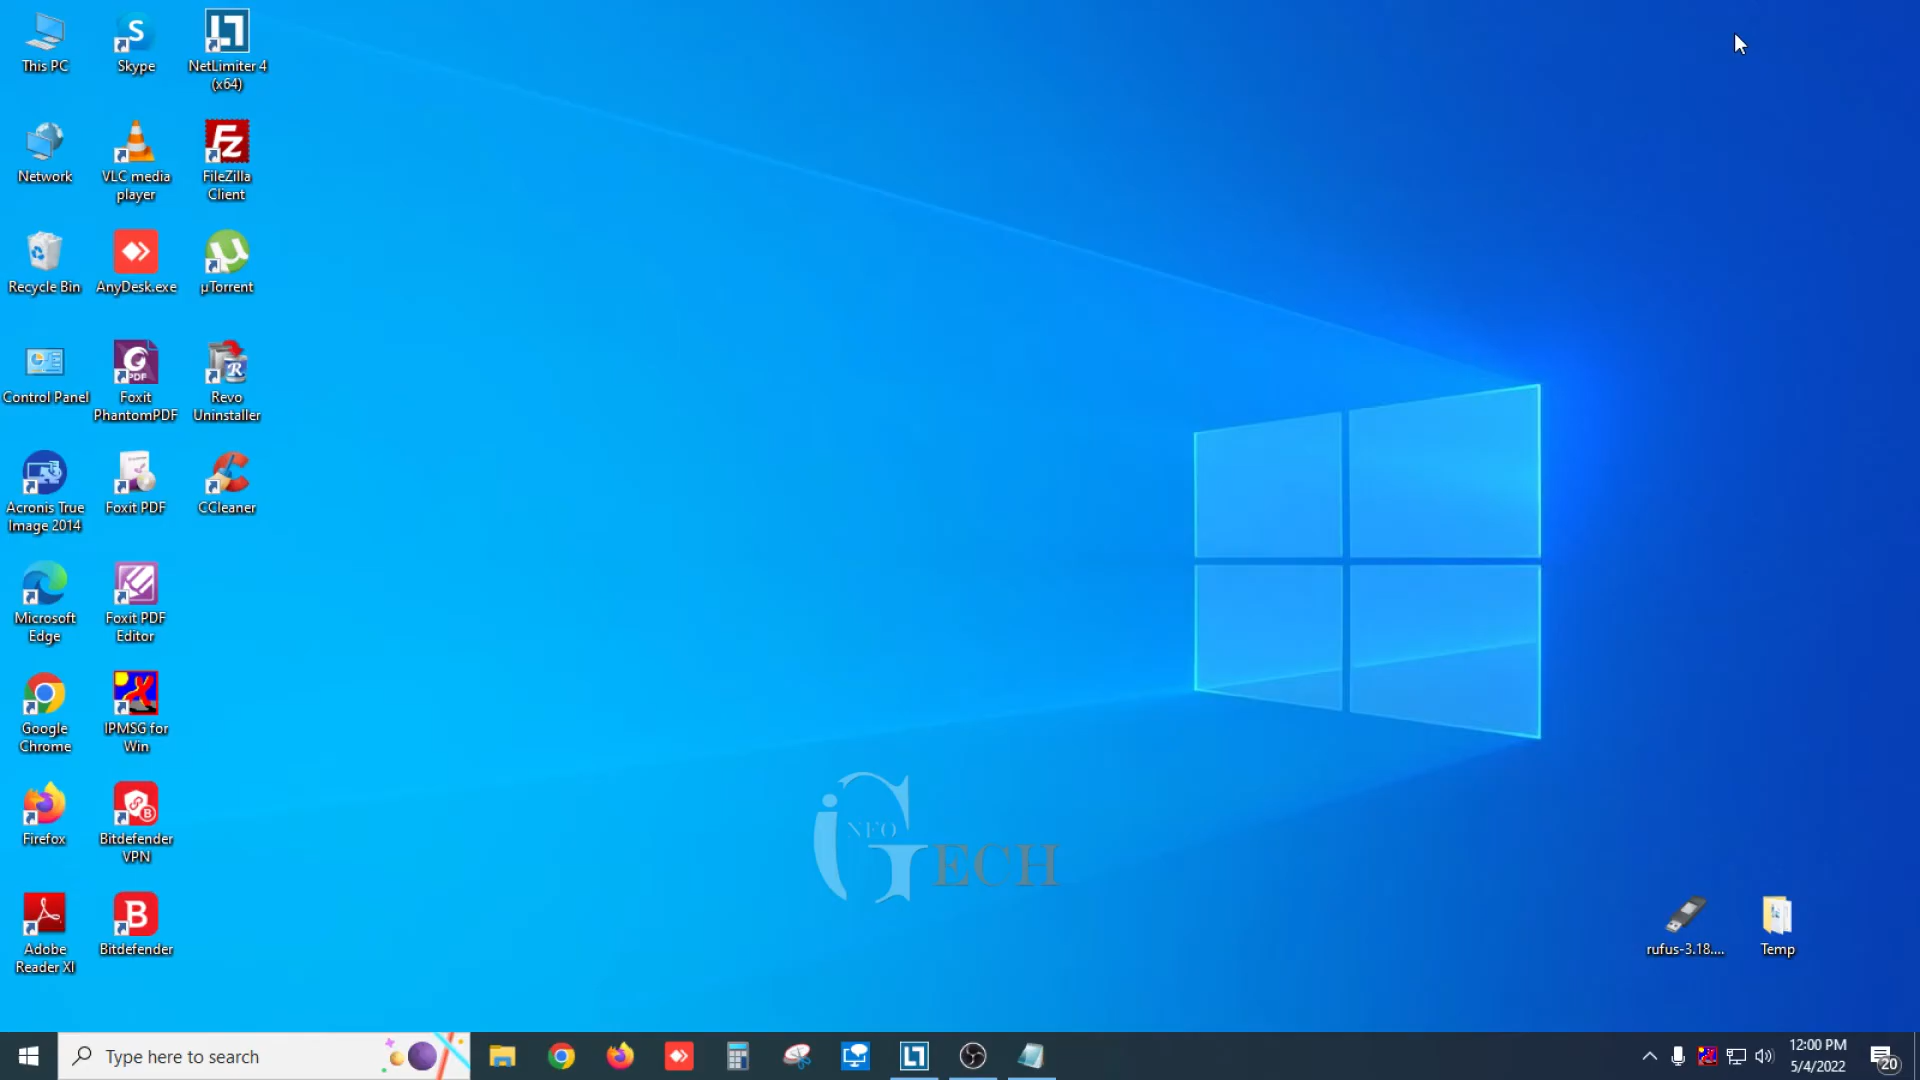 This PC
Skype
NetLimiter 4
(x64)
Network
VLC media
player
FileZilla
Client
Recycle Bin
AnyDesk.exe
µTorrent
Control Panel
Foxit
PhantomPDF
Revo
Uninstaller
Acronis True
Image 2014
Foxit PDF
CCleaner
Microsoft
Edge
Foxit PDF
Editor
Google
Chrome
IPMSG for
Win
Firefox
Bitdefender
VPN
Adobe
Reader XI
Bitdefender
iNFO
GECH
rufus-3.18....
Temp
Type here to search
12:00 PM
5/4/2022
20